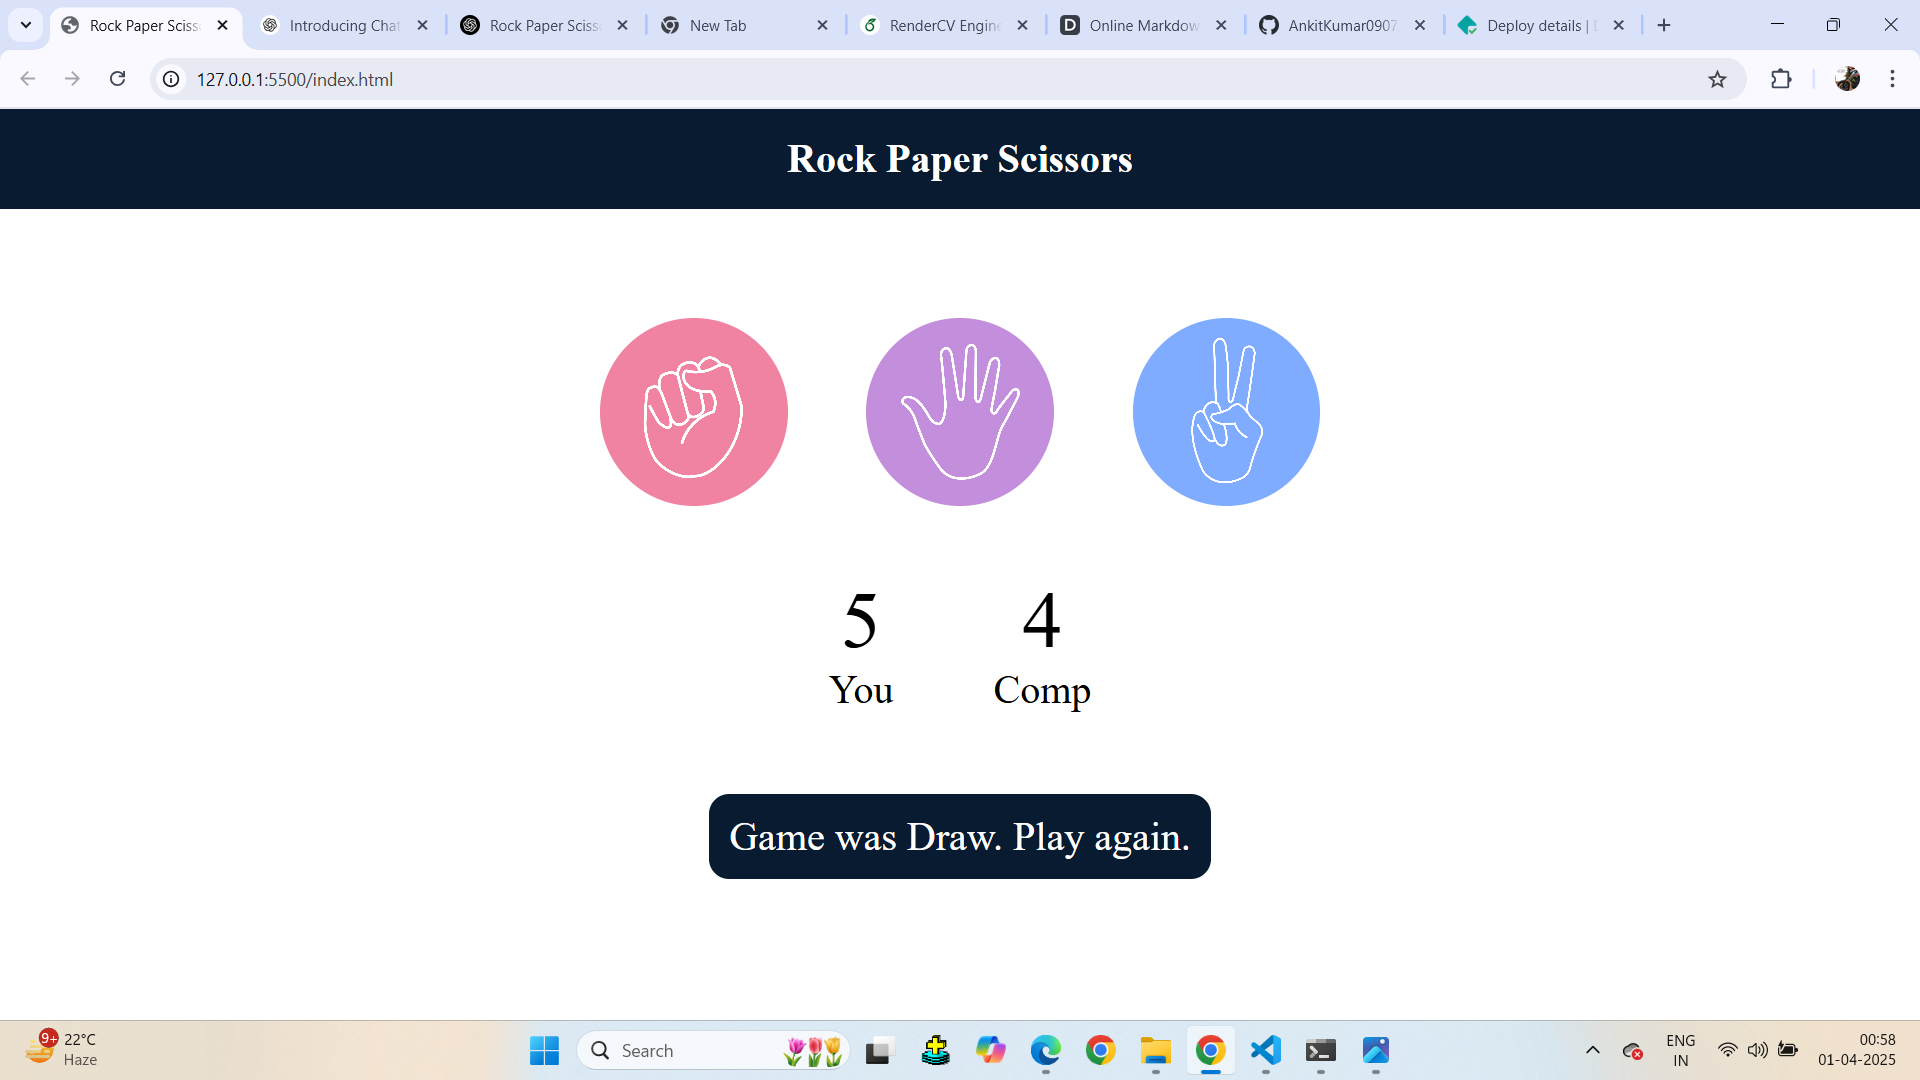 Rock Paper Sciss
Introducing Chat
Rock Paper Sciss
New Tab
RenderCV Engine
D
Online Markdow
AnkitKumar0907
Deploy details |
127.0.0.1:5500/index.html
Rock Paper Scissors
5
4
You
Comp
Game was Draw. Play again.
9+
22°C
Haze
Search
ENG
IN
00:58
01-04-2025